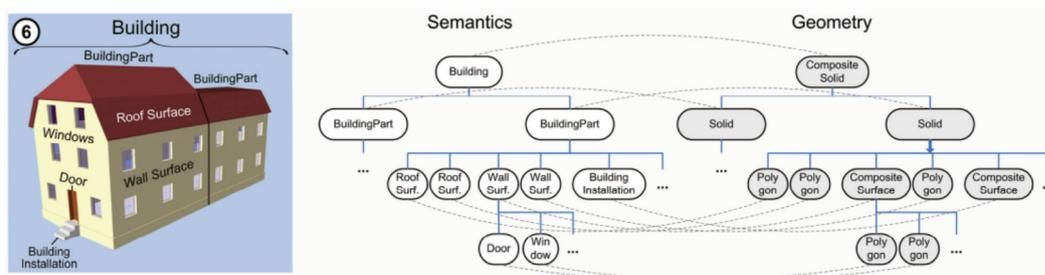 6
Building
BuildingPart
BuildingPart
Roof Surface
Windows
Wall Surface
Door
Building
Installation
Semantics
Geometry
Building
Composite
Solid
BuildingPart
BuildingPart
Solid
Solid
...
Roof
Surf.
Roof
Surf.
Wall
Surf.
Wall
Surf.
Building
Installation
...
...
Poly
gon
Poly
gon
Composite
Surface
Poly
gon
Composite
Surface
Door
Win
dow
...
Poly
gon
Poly
gon
...